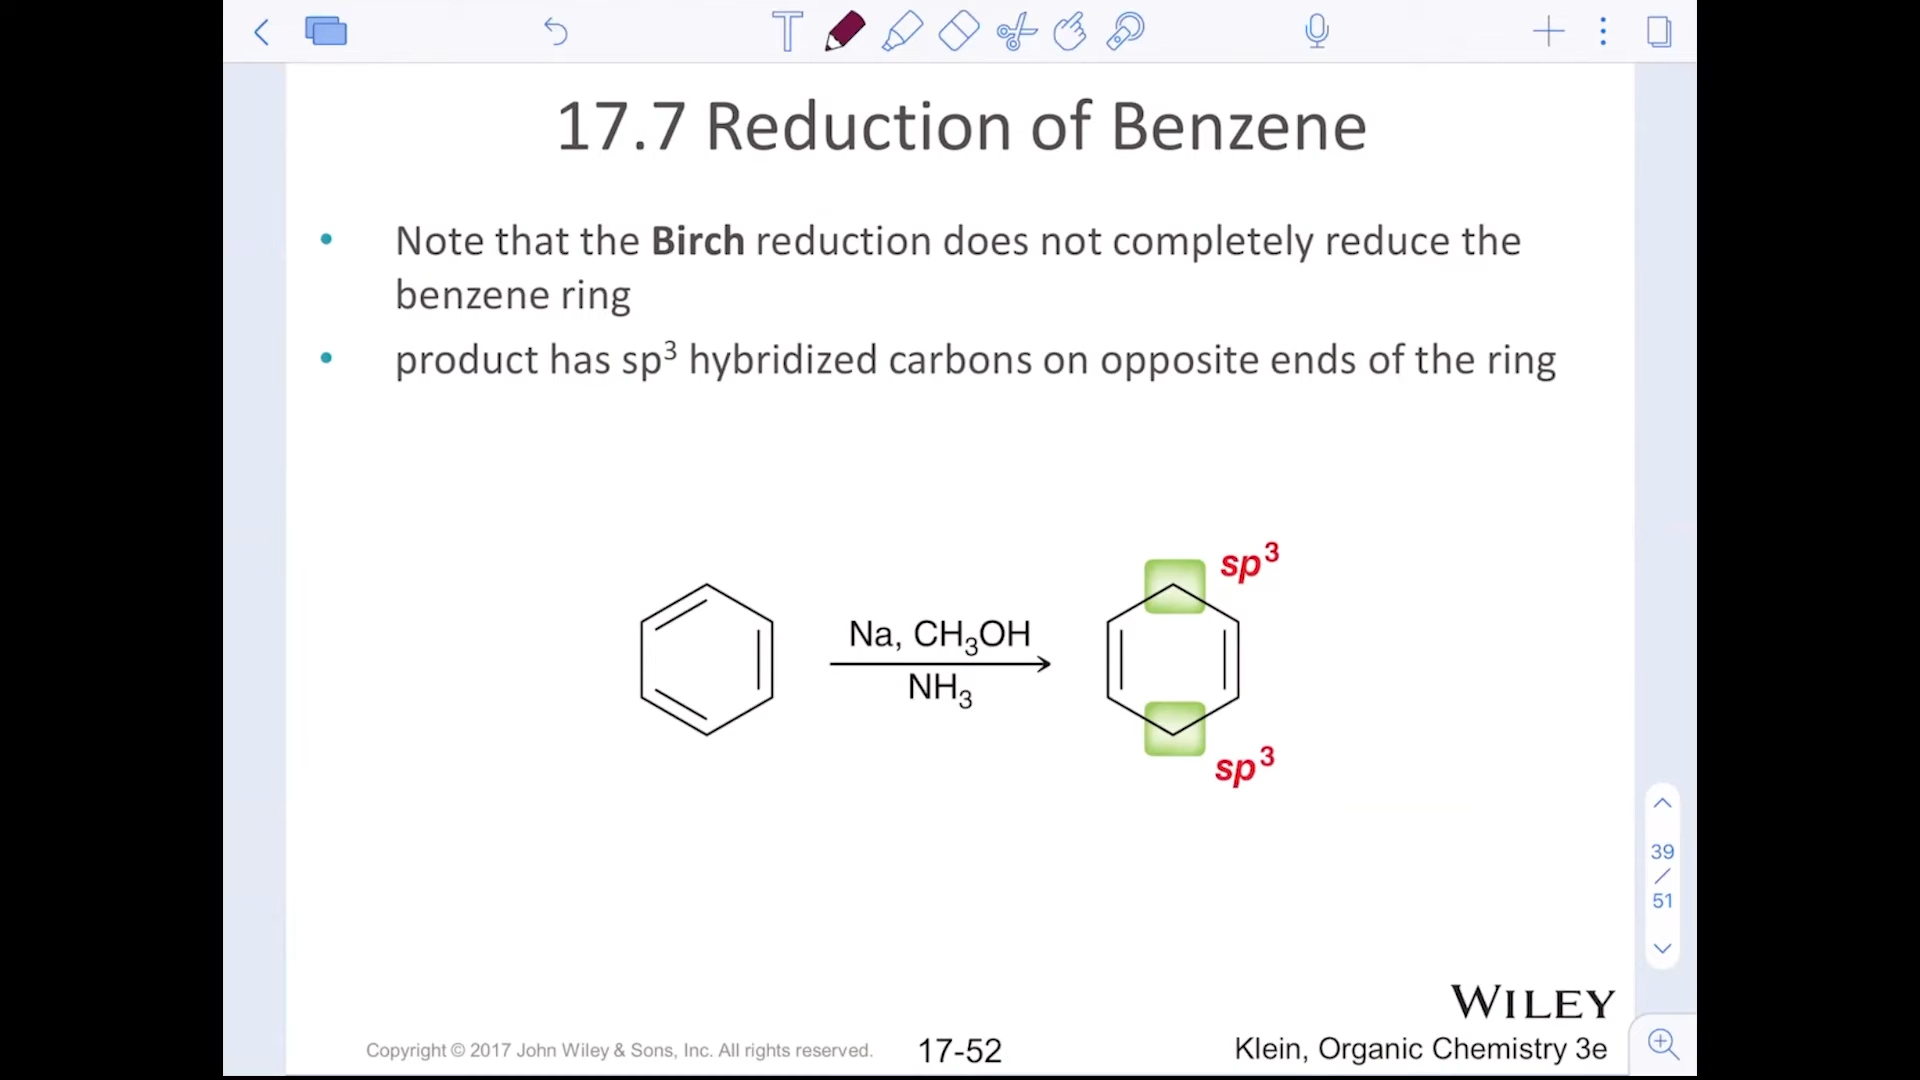 17.7 Reduction of Benzene
• Note that the Birch reduction does not completely reduce the
benzene ring
• product has sp³ hybridized carbons on opposite ends of the ring
sp³
Na, CH₃OH
NH₃
sp³
39
/
51
WILEY
Copyright © 2017 John Wiley & Sons, Inc. All rights reserved.
17-52
Klein, Organic Chemistry 3e